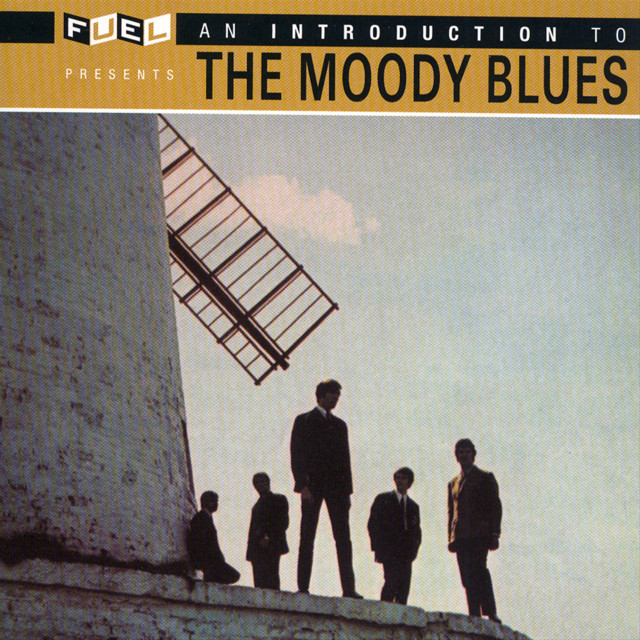 FUEL AN INTRODUCTION TO
PRESENTS THE MOODY BLUES